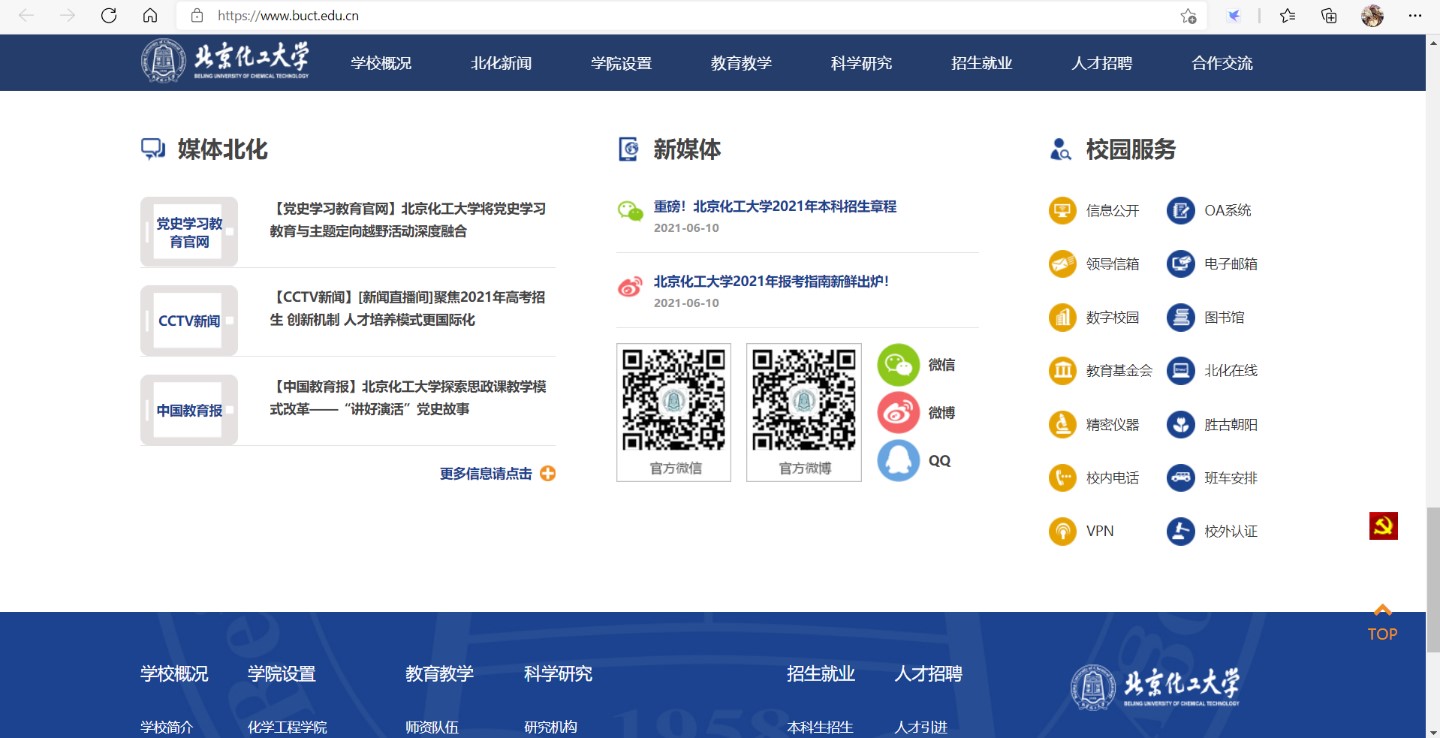 https://www.buct.edu.cn
北京化工大学
BEIJING UNIVERSITY OF CHEMICAL TECHNOLOGY
学校概况
北化新闻
学院设置
教育教学
科学研究
招生就业
人才招聘
合作交流
媒体北化
党史学习教
育官网
【党史学习教育官网】北京化工大学将党史学习
教育与主题定向越野活动深度融合
CCTV新闻
【CCTV新闻】[新闻直播间]聚焦2021年高考招
生 创新机制 人才培养模式更国际化
中国教育报
【中国教育报】北京化工大学探索思政课教学模
式改革——“讲好演活”党史故事
更多信息请点击
新媒体
重磅！北京化工大学2021年本科招生章程
2021-06-10
北京化工大学2021年报考指南新鲜出炉！
2021-06-10
官方微信
官方微博
微信
微博
QQ
校园服务
信息公开
OA系统
领导信箱
电子邮箱
数字校园
图书馆
教育基金会
北化在线
精密仪器
胜古朝阳
校内电话
班车安排
VPN
校外认证
TOP
学校概况
学院设置
教育教学
科学研究
招生就业
人才招聘
学校简介
化学工程学院
师资队伍
研究机构
本科生招生
人才引进
北京化工大学
BEIJING UNIVERSITY OF CHEMICAL TECHNOLOGY
1958